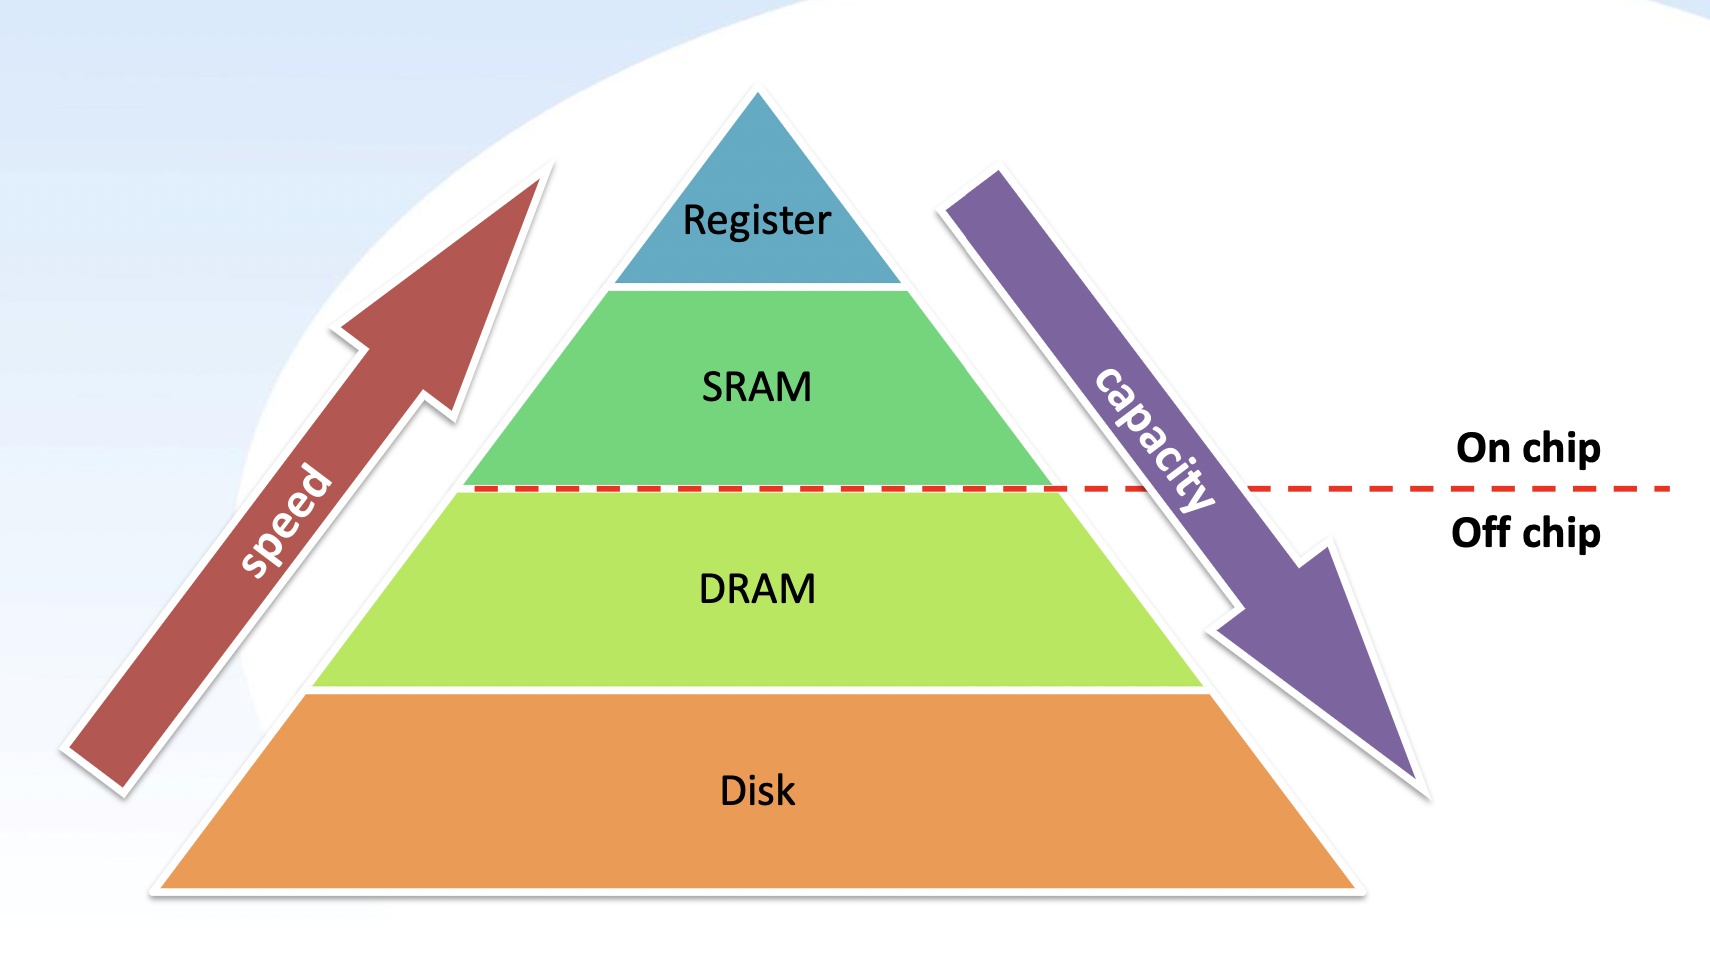 Register
SRAM
speed
capacity
On chip
Off chip
DRAM
Disk